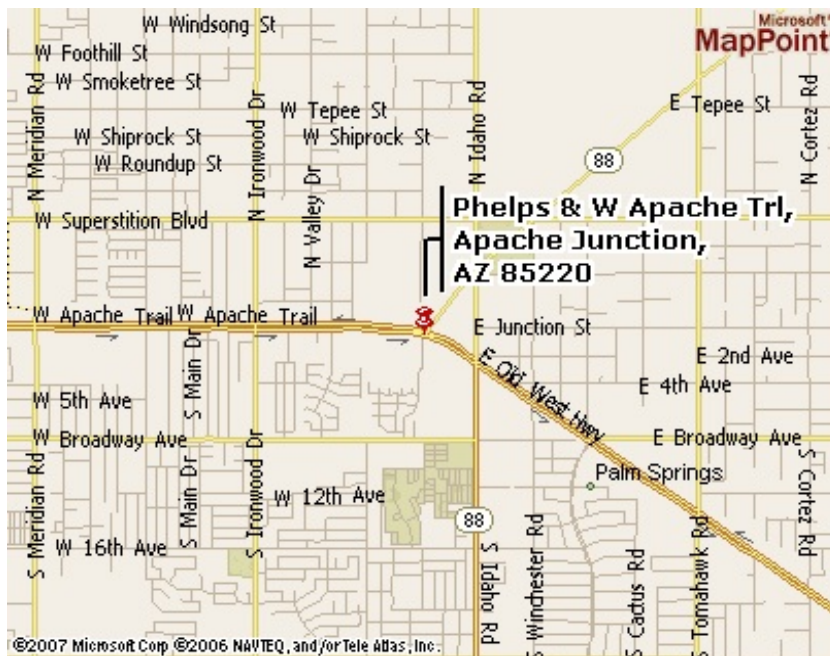 W Windsong St
Microsoft
MapPoint
W Foothill St
W Smoketree St
N Meridian Rd
N Ironwood Dr
N Idaho Rd
N Cortez Rd
W Tepee St
E Tepee St
W Shiprock St
W Shiprock St
W Roundup St
88
N Valley Dr
W Superstition Blvd
Phelps & W Apache Trl,
Apache Junction,
AZ 85220
W Apache Trail
W Apache Trail
E Junction St
S Main Dr
E Old West Hwy
E 2nd Ave
E 4th Ave
W 5th Ave
W Broadway Ave
E Broadway Ave
S Meridian Rd
S Main Dr
S Ironwood Dr
Palm Springs
S Cortez Rd
W 12th Ave
88
W 16th Ave
S Idaho Rd
S Winchester Rd
S Cactus Rd
S Tomahawk Rd
©2007 Microsoft Corp ©2006 NAVTEQ, and/or Tele Atlas, Inc.